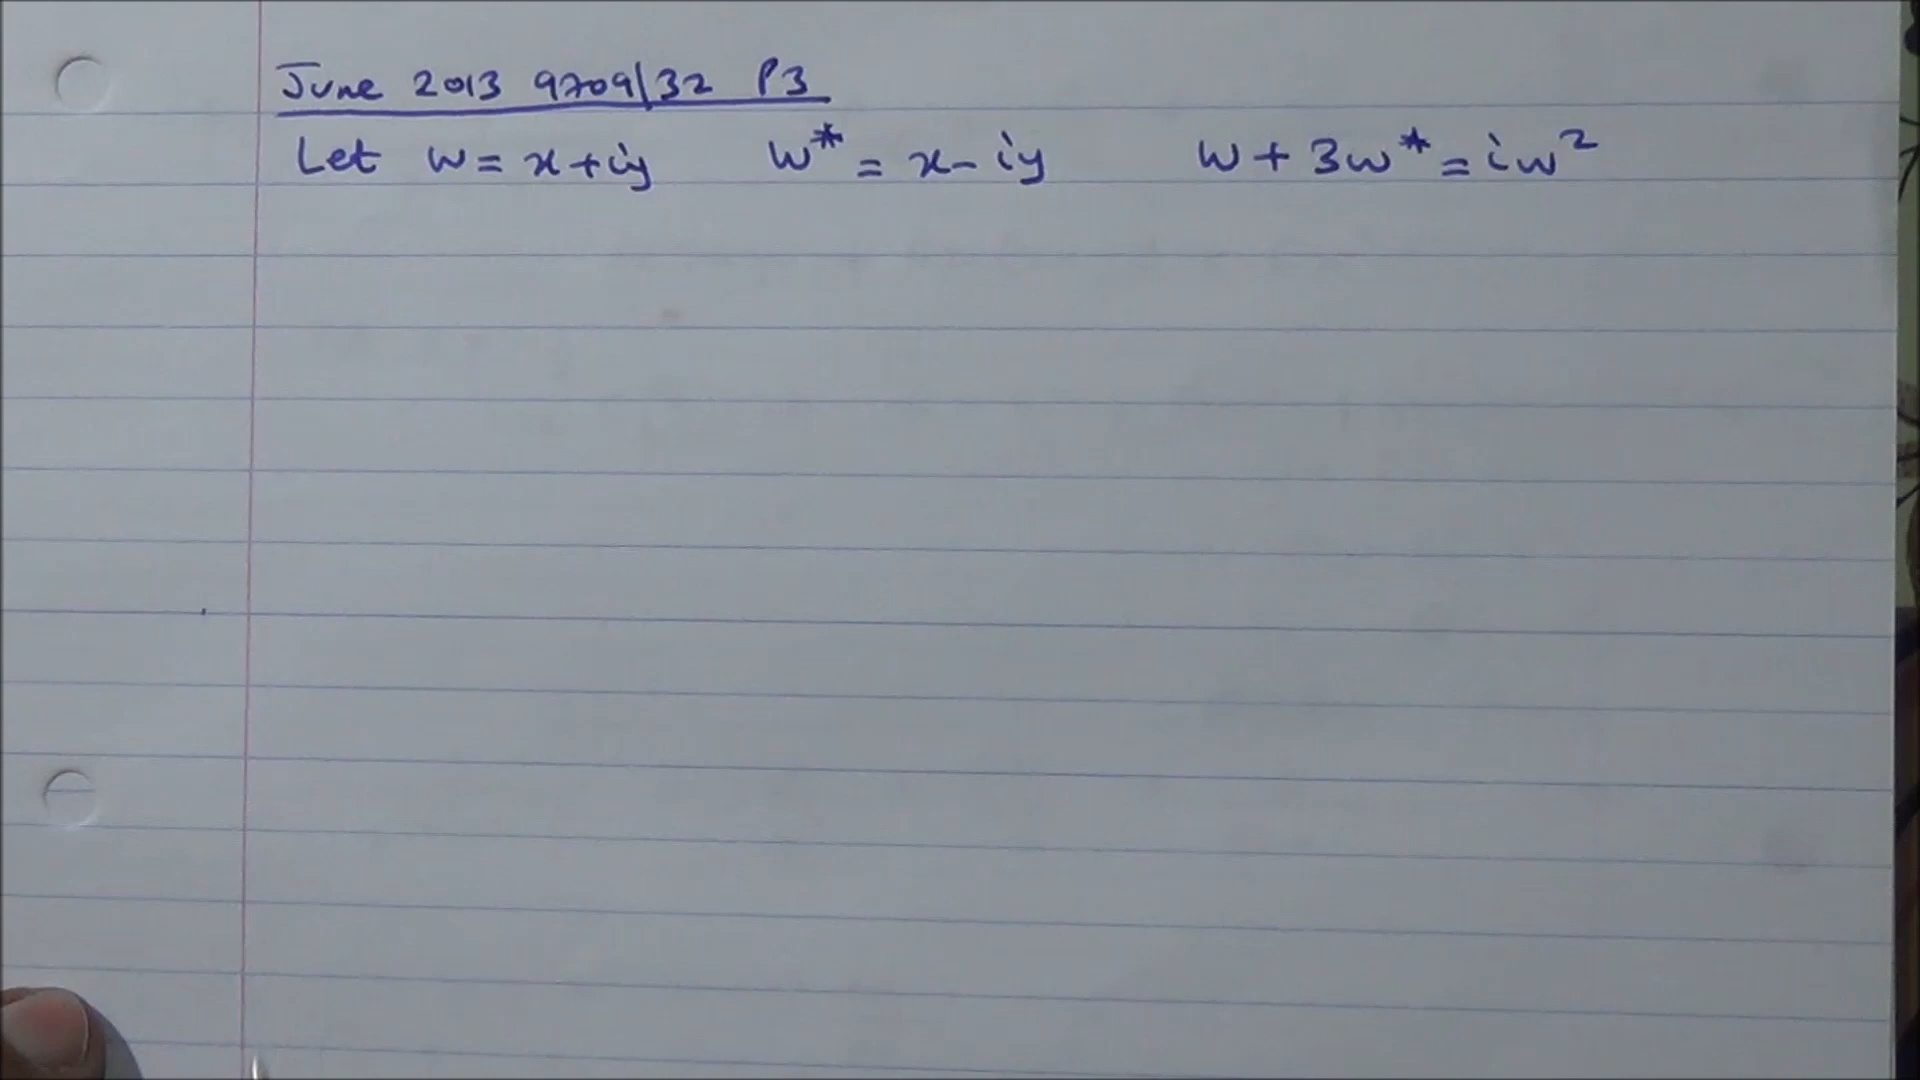 June 2013 9709/32 P3
Let w = x + iy w* = x - iy w + 3w* = iw²